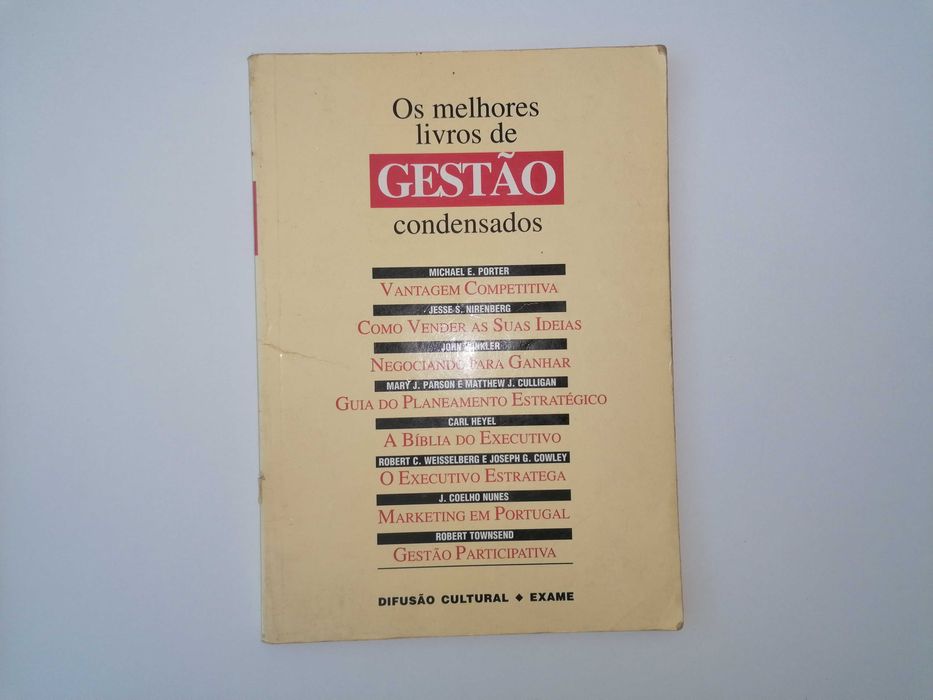 Os melhores
livros de
GESTÃO
condensados
MICHAEL E. PORTER
VANTAGEM COMPETITIVA
JESSE S. NIRENBERG
COMO VENDER AS SUAS IDEIAS
JOHN WINKLER
NEGOCIANDO PARA GANHAR
MARY J. PARSON E MATTHEW J. CULLIGAN
GUIA DO PLANEAMENTO ESTRATÉGICO
CARL HEYEL
A BÍBLIA DO EXECUTIVO
ROBERT C. WEISSELBERG E JOSEPH G. COWLEY
O EXECUTIVO ESTRATEGA
J. COELHO NUNES
MARKETING EM PORTUGAL
ROBERT TOWNSEND
GESTÃO PARTICIPATIVA
DIFUSÃO CULTURAL ◆ EXAME